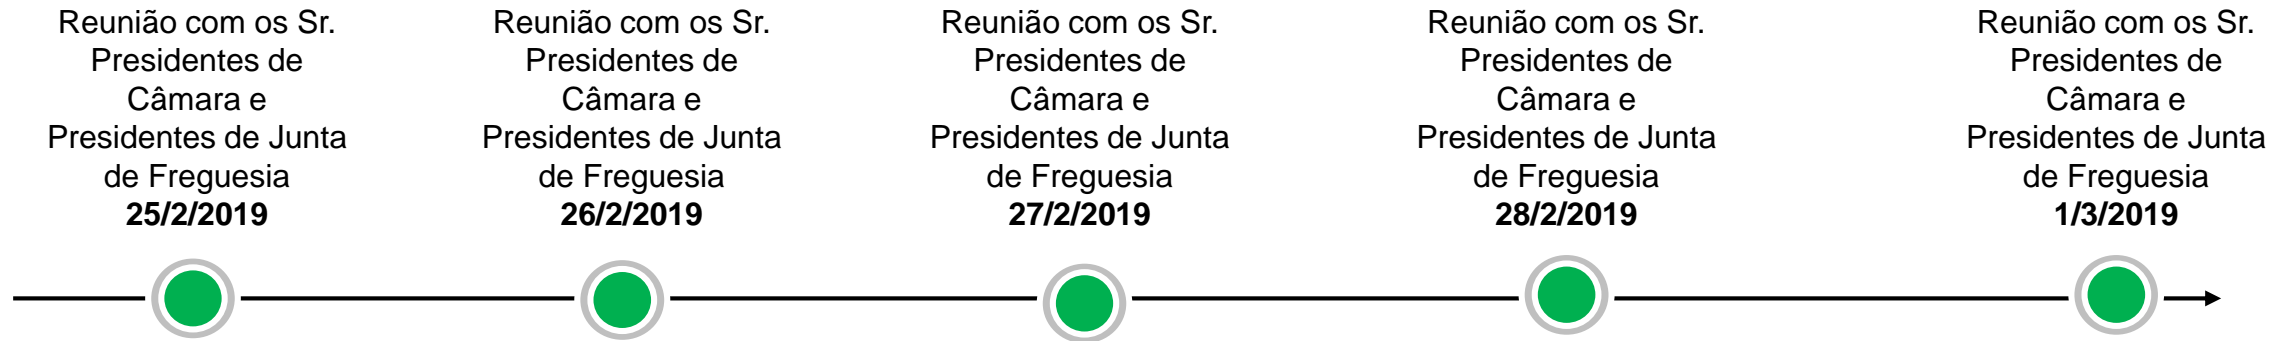 Reunião com os Sr.
Presidentes de
Câmara e
Presidentes de Junta
de Freguesia
25/2/2019
Reunião com os Sr.
Presidentes de
Câmara e
Presidentes de Junta
de Freguesia
26/2/2019
Reunião com os Sr.
Presidentes de
Câmara e
Presidentes de Junta
de Freguesia
27/2/2019
Reunião com os Sr.
Presidentes de
Câmara e
Presidentes de Junta
de Freguesia
28/2/2019
Reunião com os Sr.
Presidentes de
Câmara e
Presidentes de Junta
de Freguesia
1/3/2019